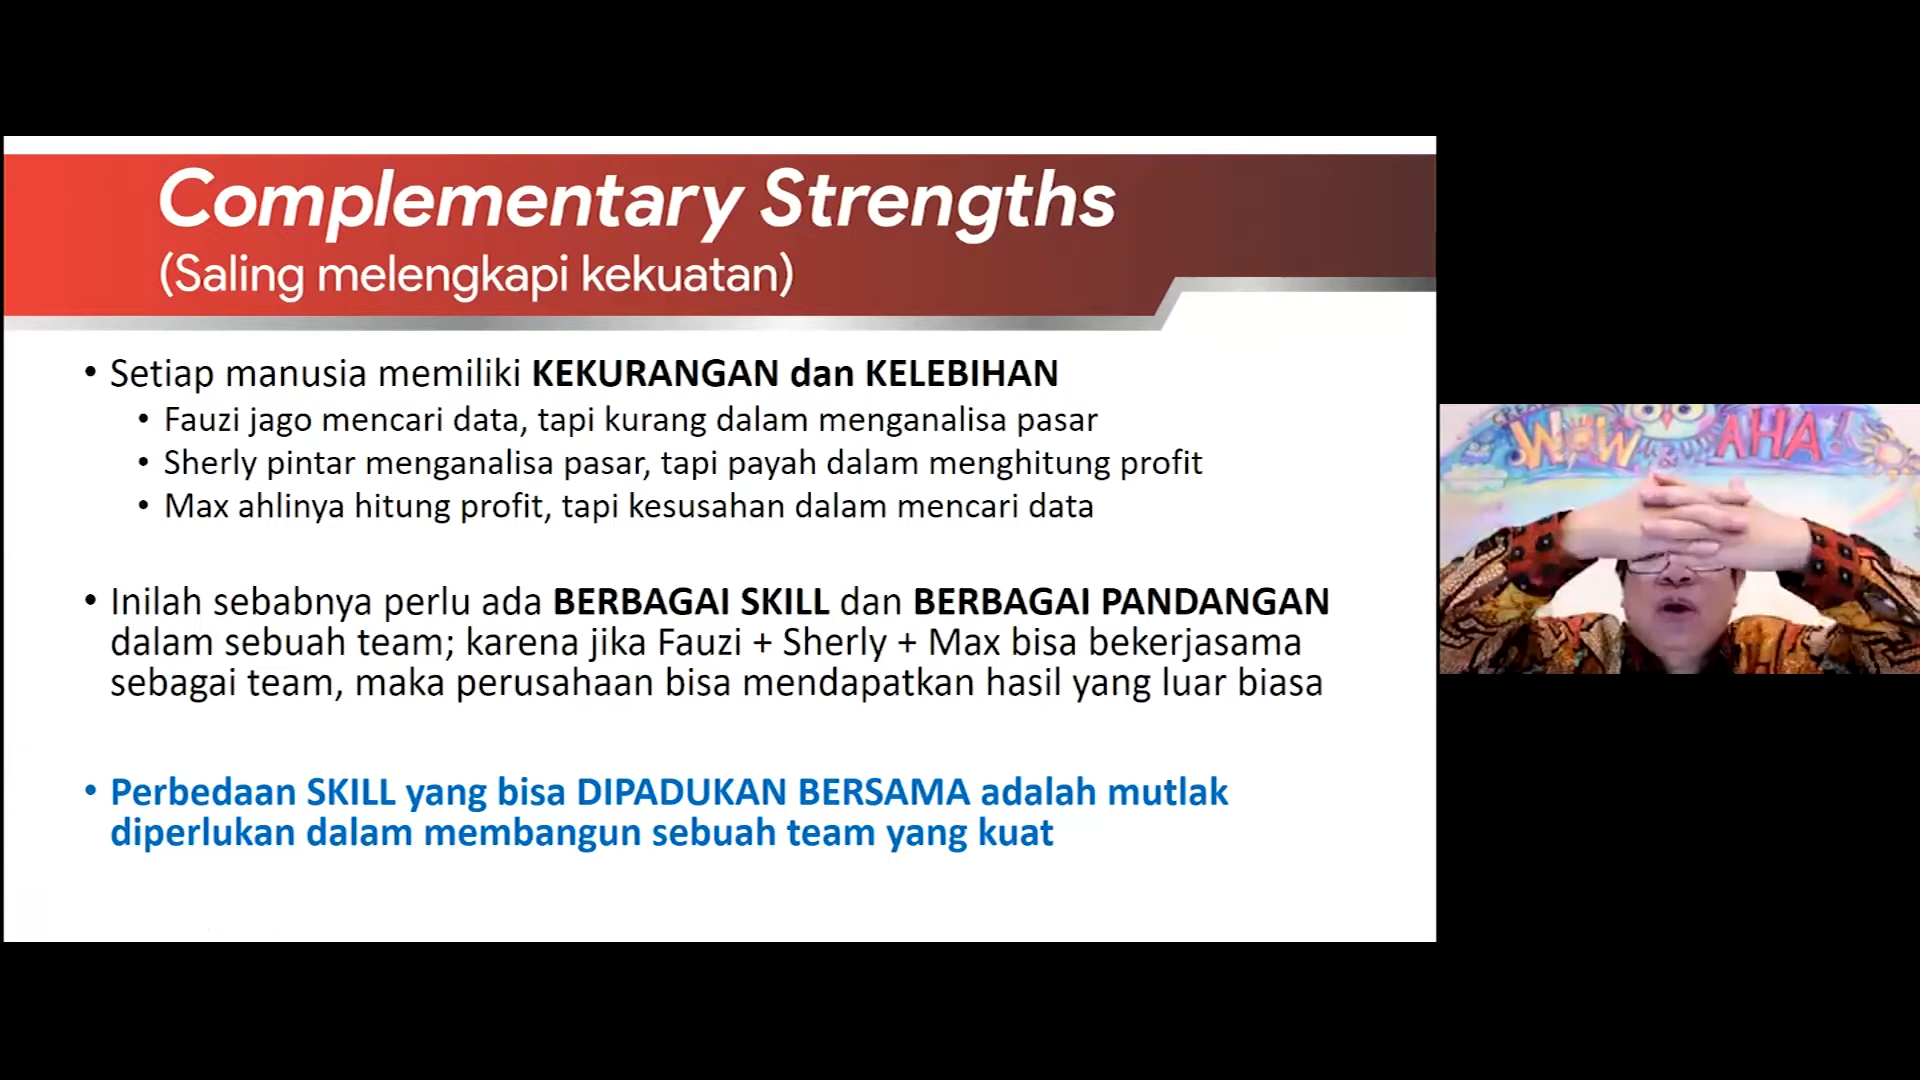 Complementary Strengths
(Saling melengkapi kekuatan)
• Setiap manusia memiliki KEKURANGAN dan KELEBIHAN
• Fauzi jago mencari data, tapi kurang dalam menganalisa pasar
• Sherly pintar menganalisa pasar, tapi payah dalam menghitung profit
• Max ahlinya hitung profit, tapi kesusahan dalam mencari data
• Inilah sebabnya perlu ada BERBAGAI SKILL dan BERBAGAI PANDANGAN
dalam sebuah team; karena jika Fauzi + Sherly + Max bisa bekerjasama
sebagai team, maka perusahaan bisa mendapatkan hasil yang luar biasa
• Perbedaan SKILL yang bisa DIPADUKAN BERSAMA adalah mutlak
diperlukan dalam membangun sebuah team yang kuat
WOW & AHA!